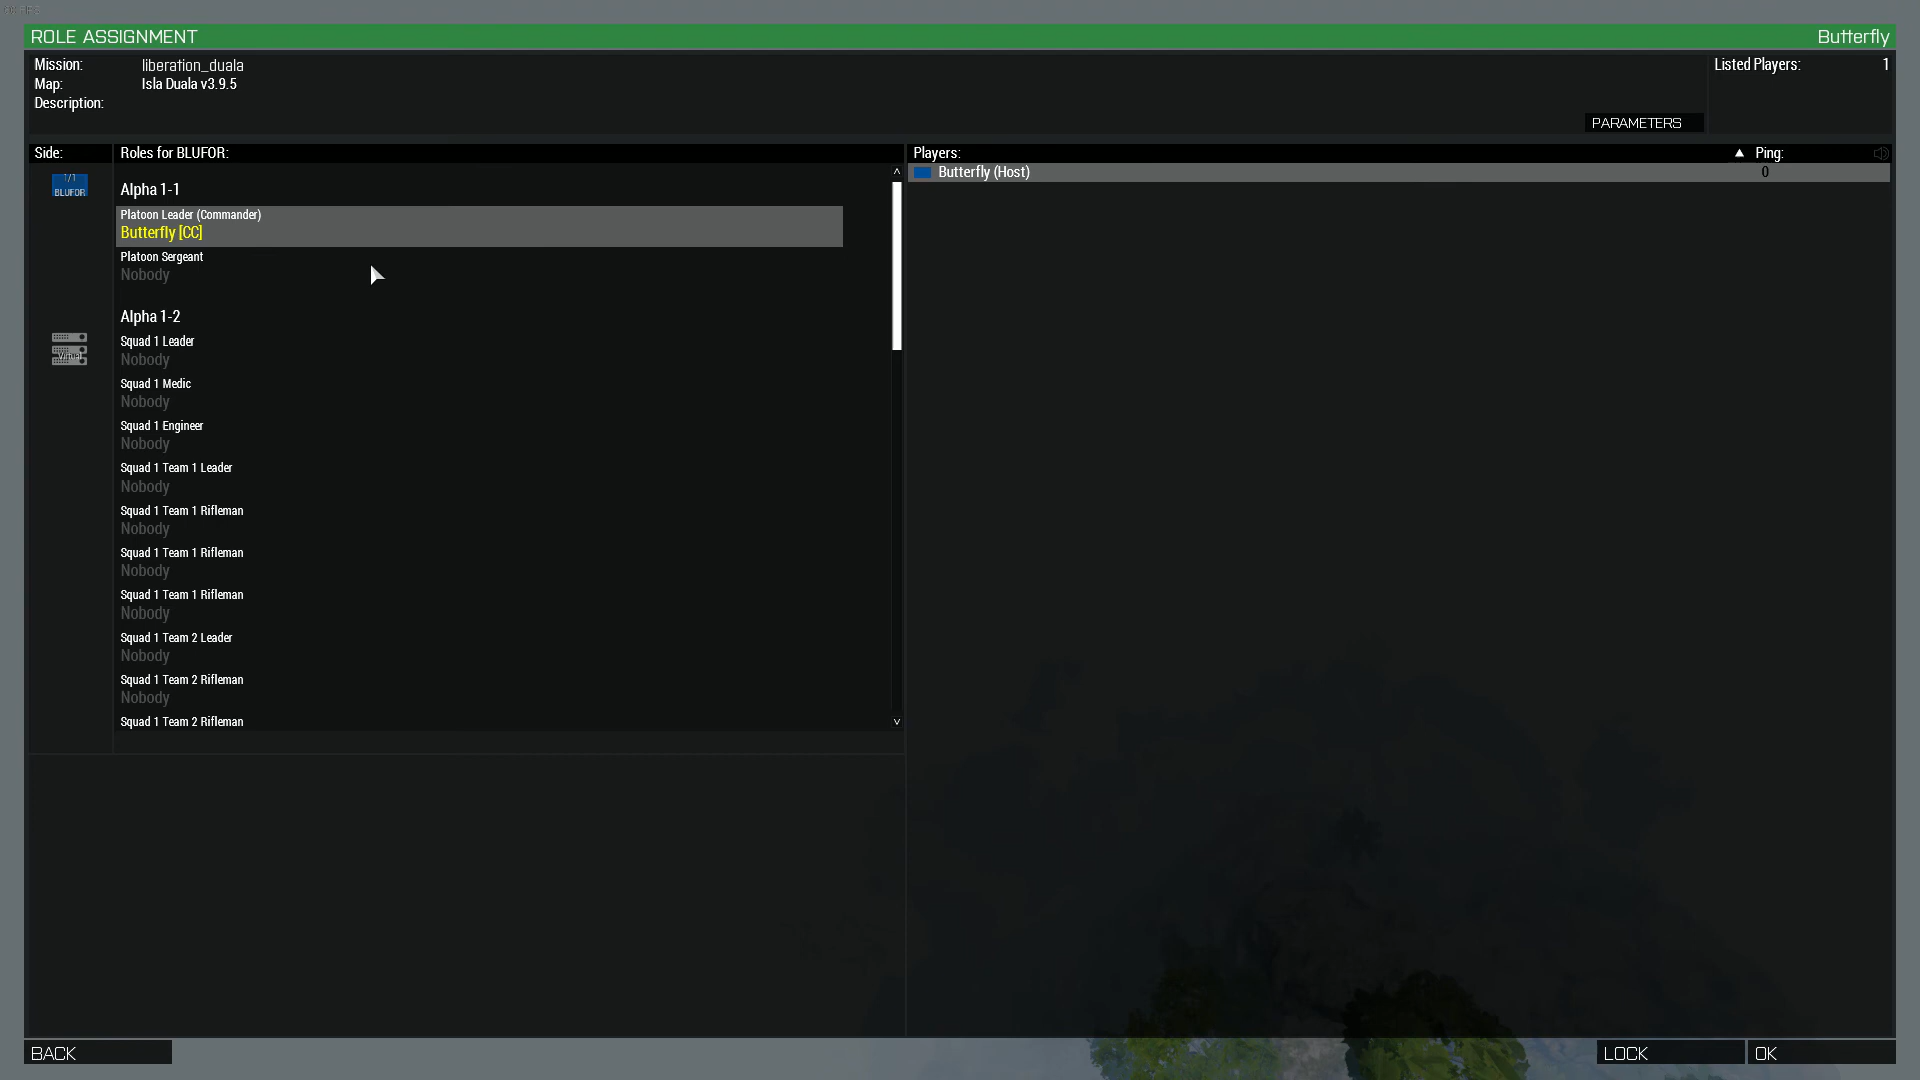 ROLE ASSIGNMENT
Butterfly
Mission: liberation_duala
Map: Isla Duala v3.9.5
Description:
Listed Players: 1
PARAMETERS
Side:
Roles for BLUFOR:
Players:
Ping:
1/1
BLUFOR
Virtual
Alpha 1-1
Platoon Leader (Commander)
Butterfly [CC]
Platoon Sergeant
Nobody
Alpha 1-2
Squad 1 Leader
Nobody
Squad 1 Medic
Nobody
Squad 1 Engineer
Nobody
Squad 1 Team 1 Leader
Nobody
Squad 1 Team 1 Rifleman
Nobody
Squad 1 Team 1 Rifleman
Nobody
Squad 1 Team 1 Rifleman
Nobody
Squad 1 Team 2 Leader
Nobody
Squad 1 Team 2 Rifleman
Nobody
Squad 1 Team 2 Rifleman
Butterfly (Host) 0
BACK
LOCK
OK